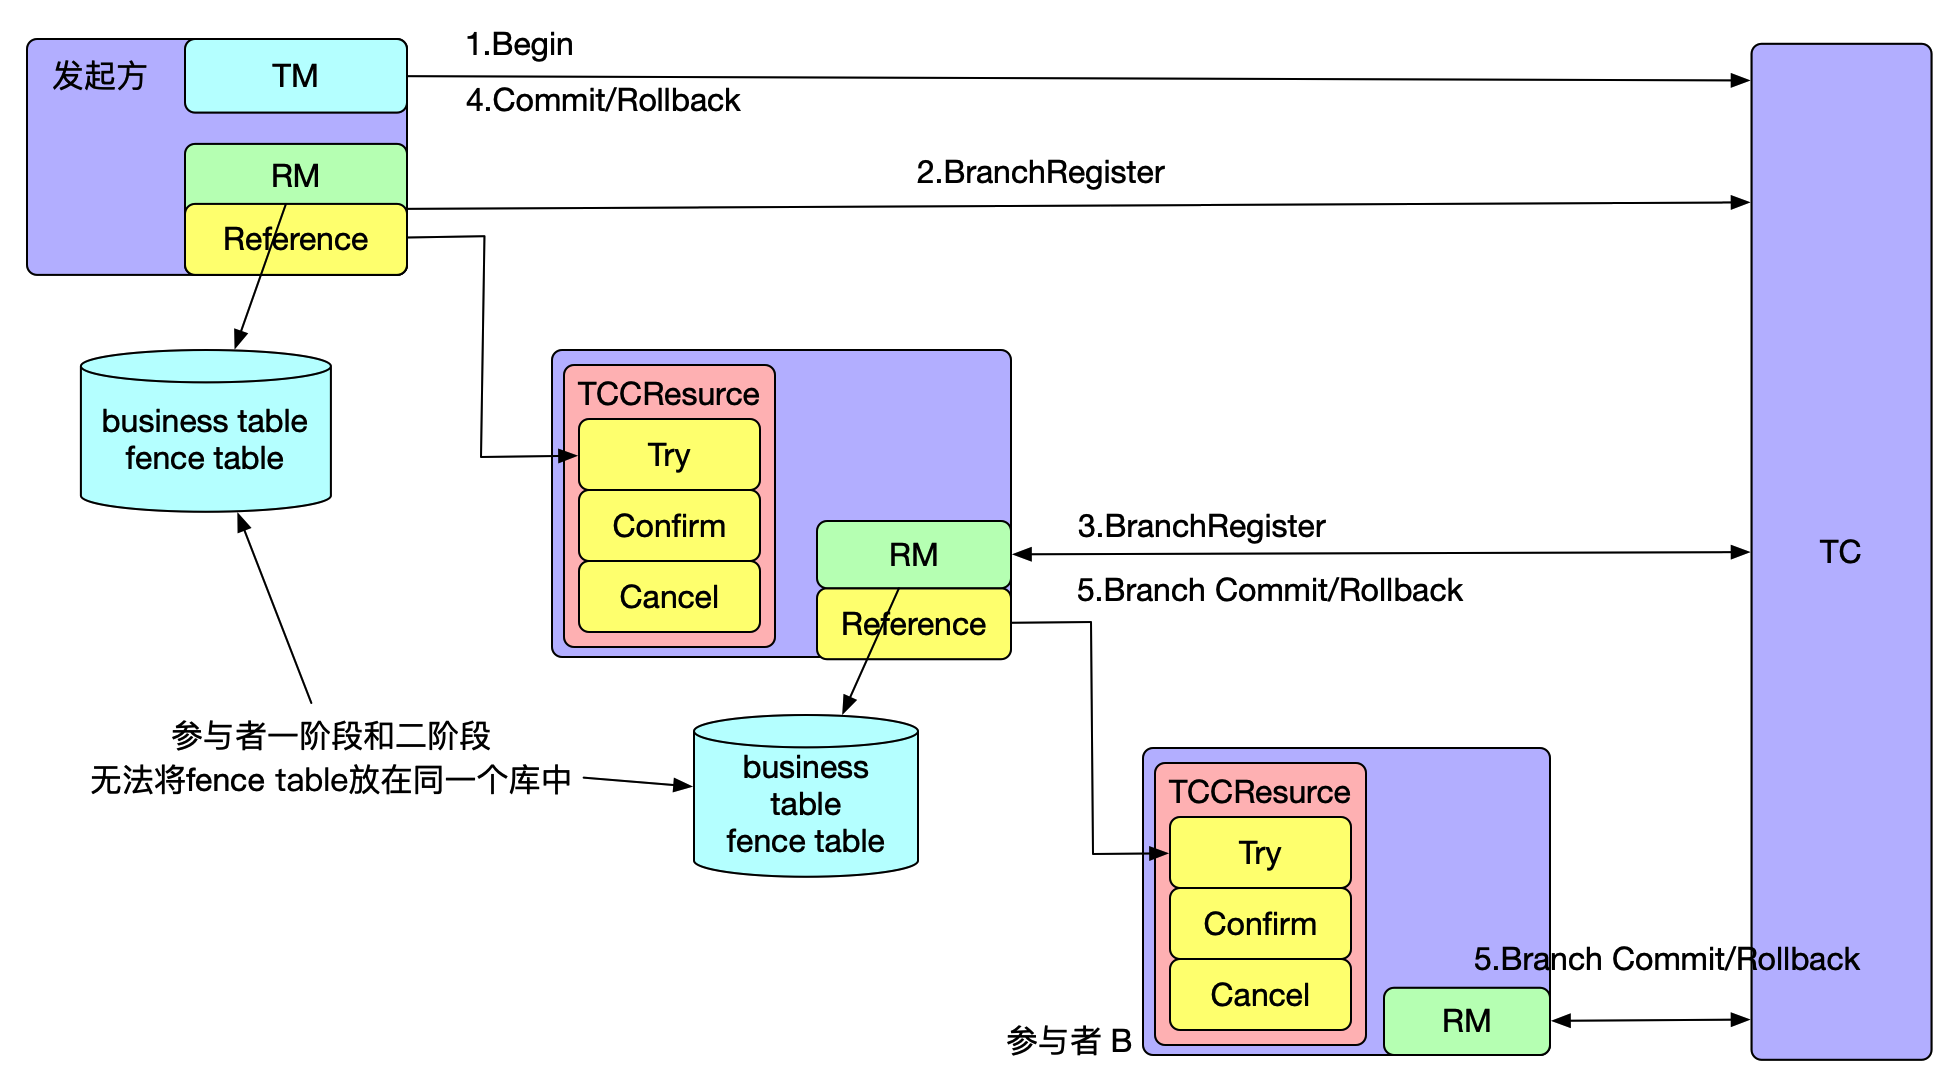 发起方
TM
1.Begin
4.Commit/Rollback
RM
2.BranchRegister
Reference
business table
fence table
TCCResurce
Try
Confirm
Cancel
RM
Reference
3.BranchRegister
5.Branch Commit/Rollback
TC
参与者一阶段和二阶段
无法将fence table放在同一个库中
business
table
fence table
TCCResurce
Try
Confirm
Cancel
5.Branch Commit/Rollback
RM
参与者 B